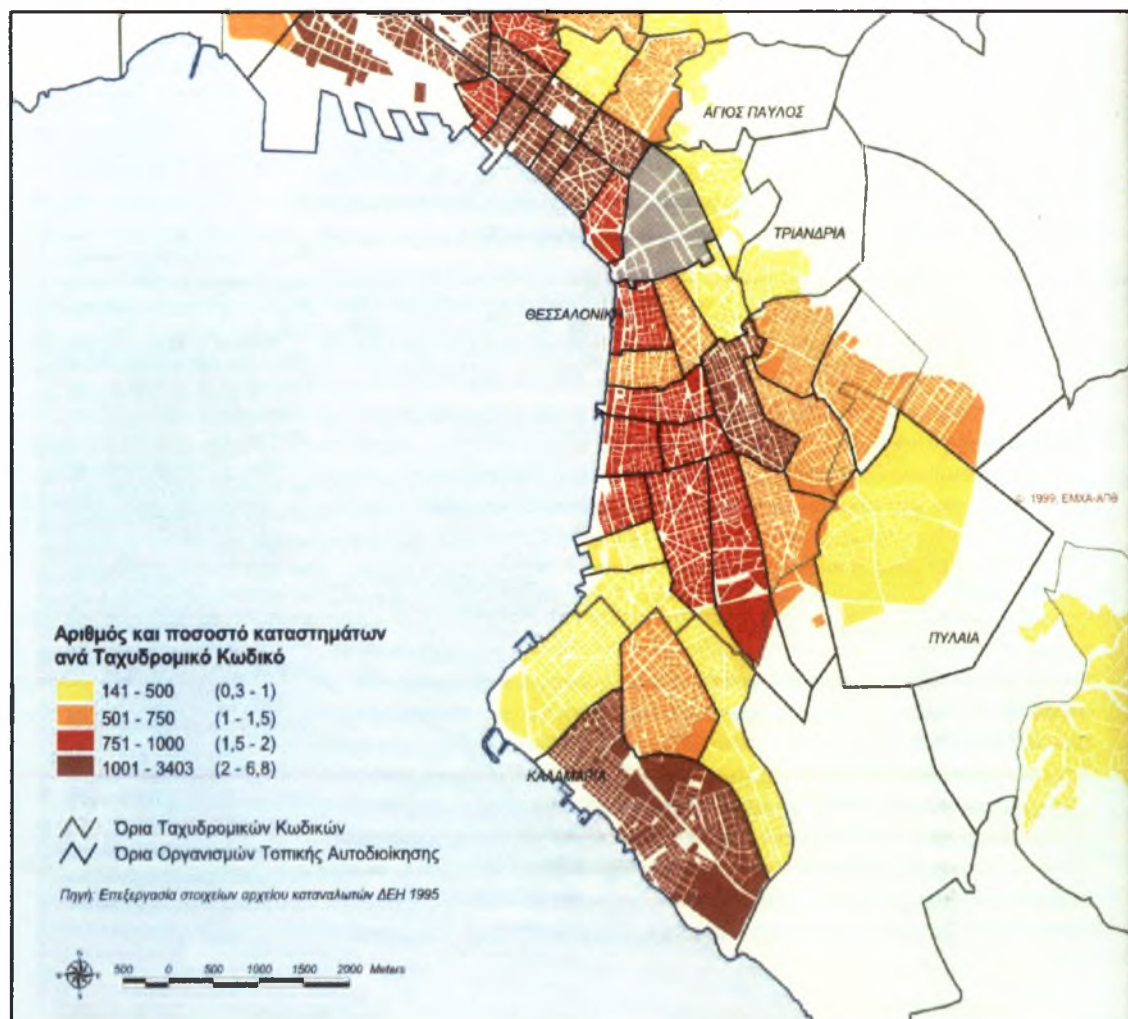 ΑΓΙΟΣ ΠΑΥΛΟΣ
ΤΡΙΑΝΔΡΙΑ
ΘΕΣΣΑΛΟΝΙΚΗ
© 1999, ΕΜΧΑ-ΑΠΘ
Αριθμός και ποσοστό καταστημάτων
ανά Ταχυδρομικό Κωδικό
141 - 500 (0,3 - 1)
501 - 750 (1 - 1,5)
751 - 1000 (1,5 - 2)
1001 - 3403 (2 - 6,8)
ΠΥΛΑΙΑ
ΚΑΛΑΜΑΡΙΑ
Όρια Ταχυδρομικών Κωδικών
Όρια Οργανισμών Τοπικής Αυτοδιοίκησης
Πηγή: Επεξεργασία στοιχείων αρχείου καταναλωτών ΔΕΗ 1995
500 0 500 1000 1500 2000 Meters